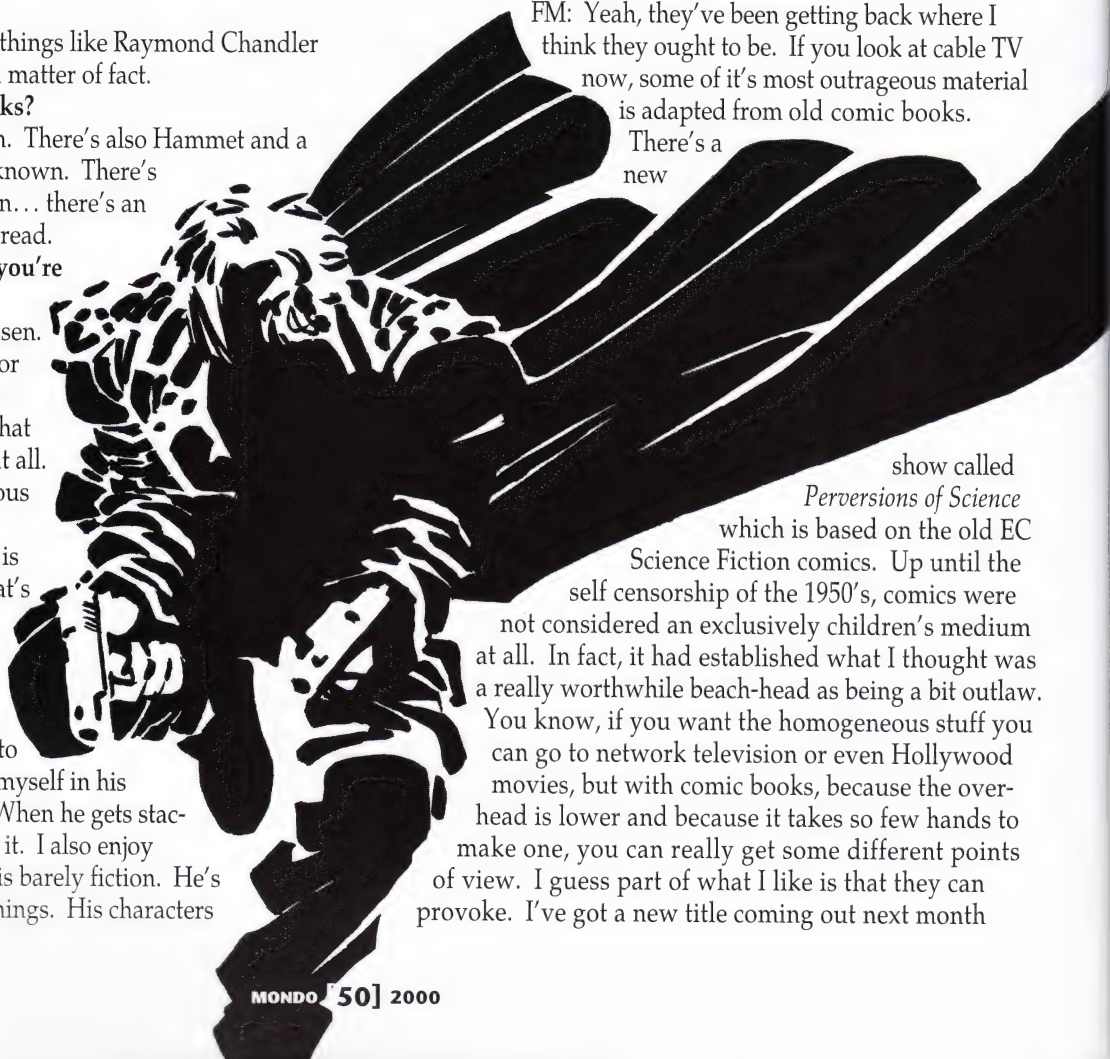 things like Raymond Chandler
matter of fact.
ks?
n. There's also Hammet and a
known. There's
n... there's an
read.
you're
sen.
or
hat
t all.
ous
is
at's
to
myself in his
When he gets stac-
it. I also enjoy
is barely fiction. He's
hings. His characters
FM: Yeah, they've been getting back where I
think they ought to be. If you look at cable TV
now, some of it's most outrageous material
is adapted from old comic books.
There's a
new
show called
Perversions of Science
which is based on the old EC
Science Fiction comics. Up until the
self censorship of the 1950's, comics were
not considered an exclusively children's medium
at all. In fact, it had established what I thought was
a really worthwhile beach-head as being a bit outlaw.
You know, if you want the homogeneous stuff you
can go to network television or even Hollywood
movies, but with comic books, because the over-
head is lower and because it takes so few hands to
make one, you can really get some different points
of view. I guess part of what I like is that they can
provoke. I've got a new title coming out next month
MONDO [50] 2000